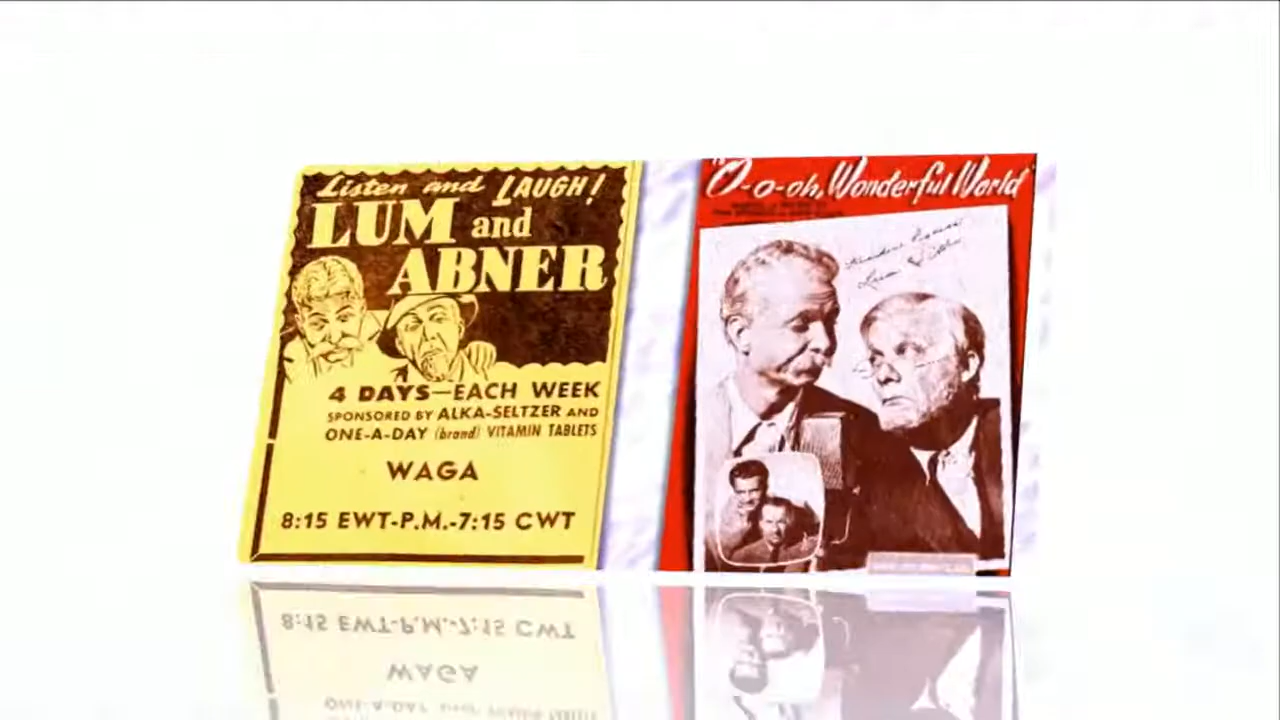 Listen and LAUGH!
LUM and
ABNER
4 DAYS—EACH WEEK
SPONSORED BY ALKA-SELTZER AND
ONE-A-DAY (brand) VITAMIN TABLETS
WAGA
8:15 EWT-P.M.-7:15 CWT
"O-o-oh, Wonderful World